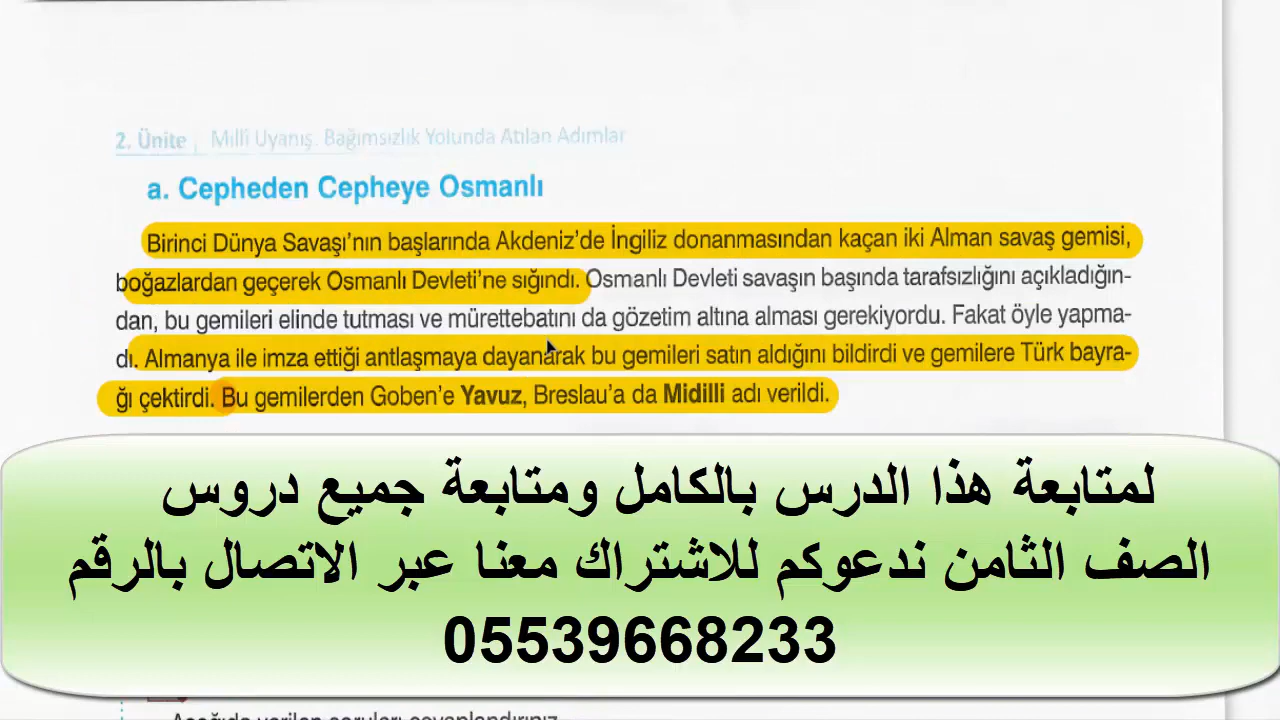 2. Ünite | Millî Uyanış: Bağımsızlık Yolunda Atılan Adımlar
a. Cepheden Cepheye Osmanlı
Birinci Dünya Savaşı’nın başlarında Akdeniz’de İngiliz donanmasından kaçan iki Alman savaş gemisi,
boğazlardan geçerek Osmanlı Devleti’ne sığındı. Osmanlı Devleti savaşın başında tarafsızlığını açıkladığın-
dan, bu gemileri elinde tutması ve mürettebatını da gözetim altına alması gerekiyordu. Fakat öyle yapma-
dı. Almanya ile imza ettiği antlaşmaya dayanarak bu gemileri satın aldığını bildirdi ve gemilere Türk bayra-
ğı çektirdi. Bu gemilerden Goben’e Yavuz, Breslau’a da Midilli adı verildi.
لمتابعة هذا الدرس بالكامل ومتابعة جميع دروس
الصف الثامن ندعوكم للاشتراك معنا عبر الاتصال بالرقم
05539668233
Aşağıda verilen soruları cevaplandırınız.